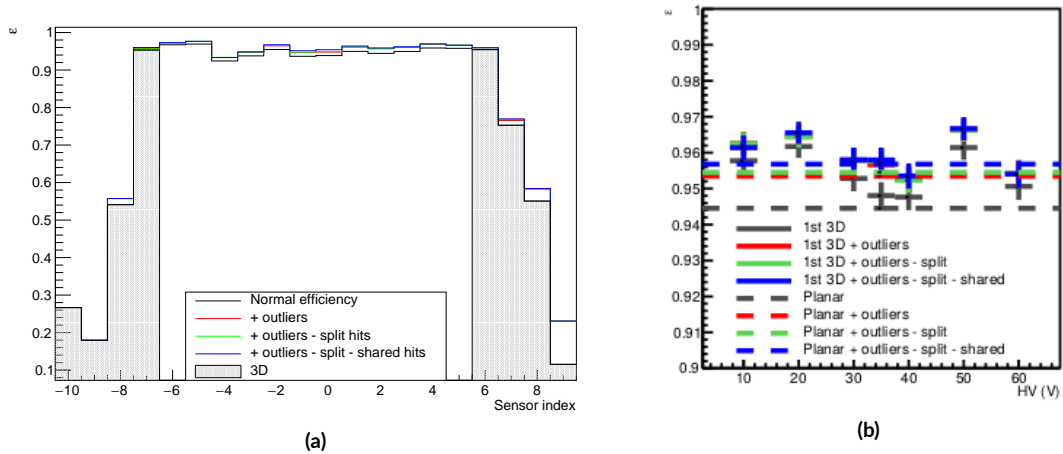 ε
1
0.9
0.8
0.7
0.6
0.5
0.4
0.3
0.2
0.1
Normal efficiency
+ outliers
+ outliers - split hits
+ outliers - split - shared hits
3D
−10 −8 −6 −4 −2 0 2 4 6 8
Sensor index
(a)
ε
1
0.99
0.98
0.97
0.96
0.95
0.94
0.93
0.92
0.91
0.9
1st 3D
1st 3D + outliers
1st 3D + outliers - split
1st 3D + outliers - split - shared
Planar
Planar + outliers
Planar + outliers - split
Planar + outliers - split - shared
10 20 30 40 50 60
HV (V)
(b)